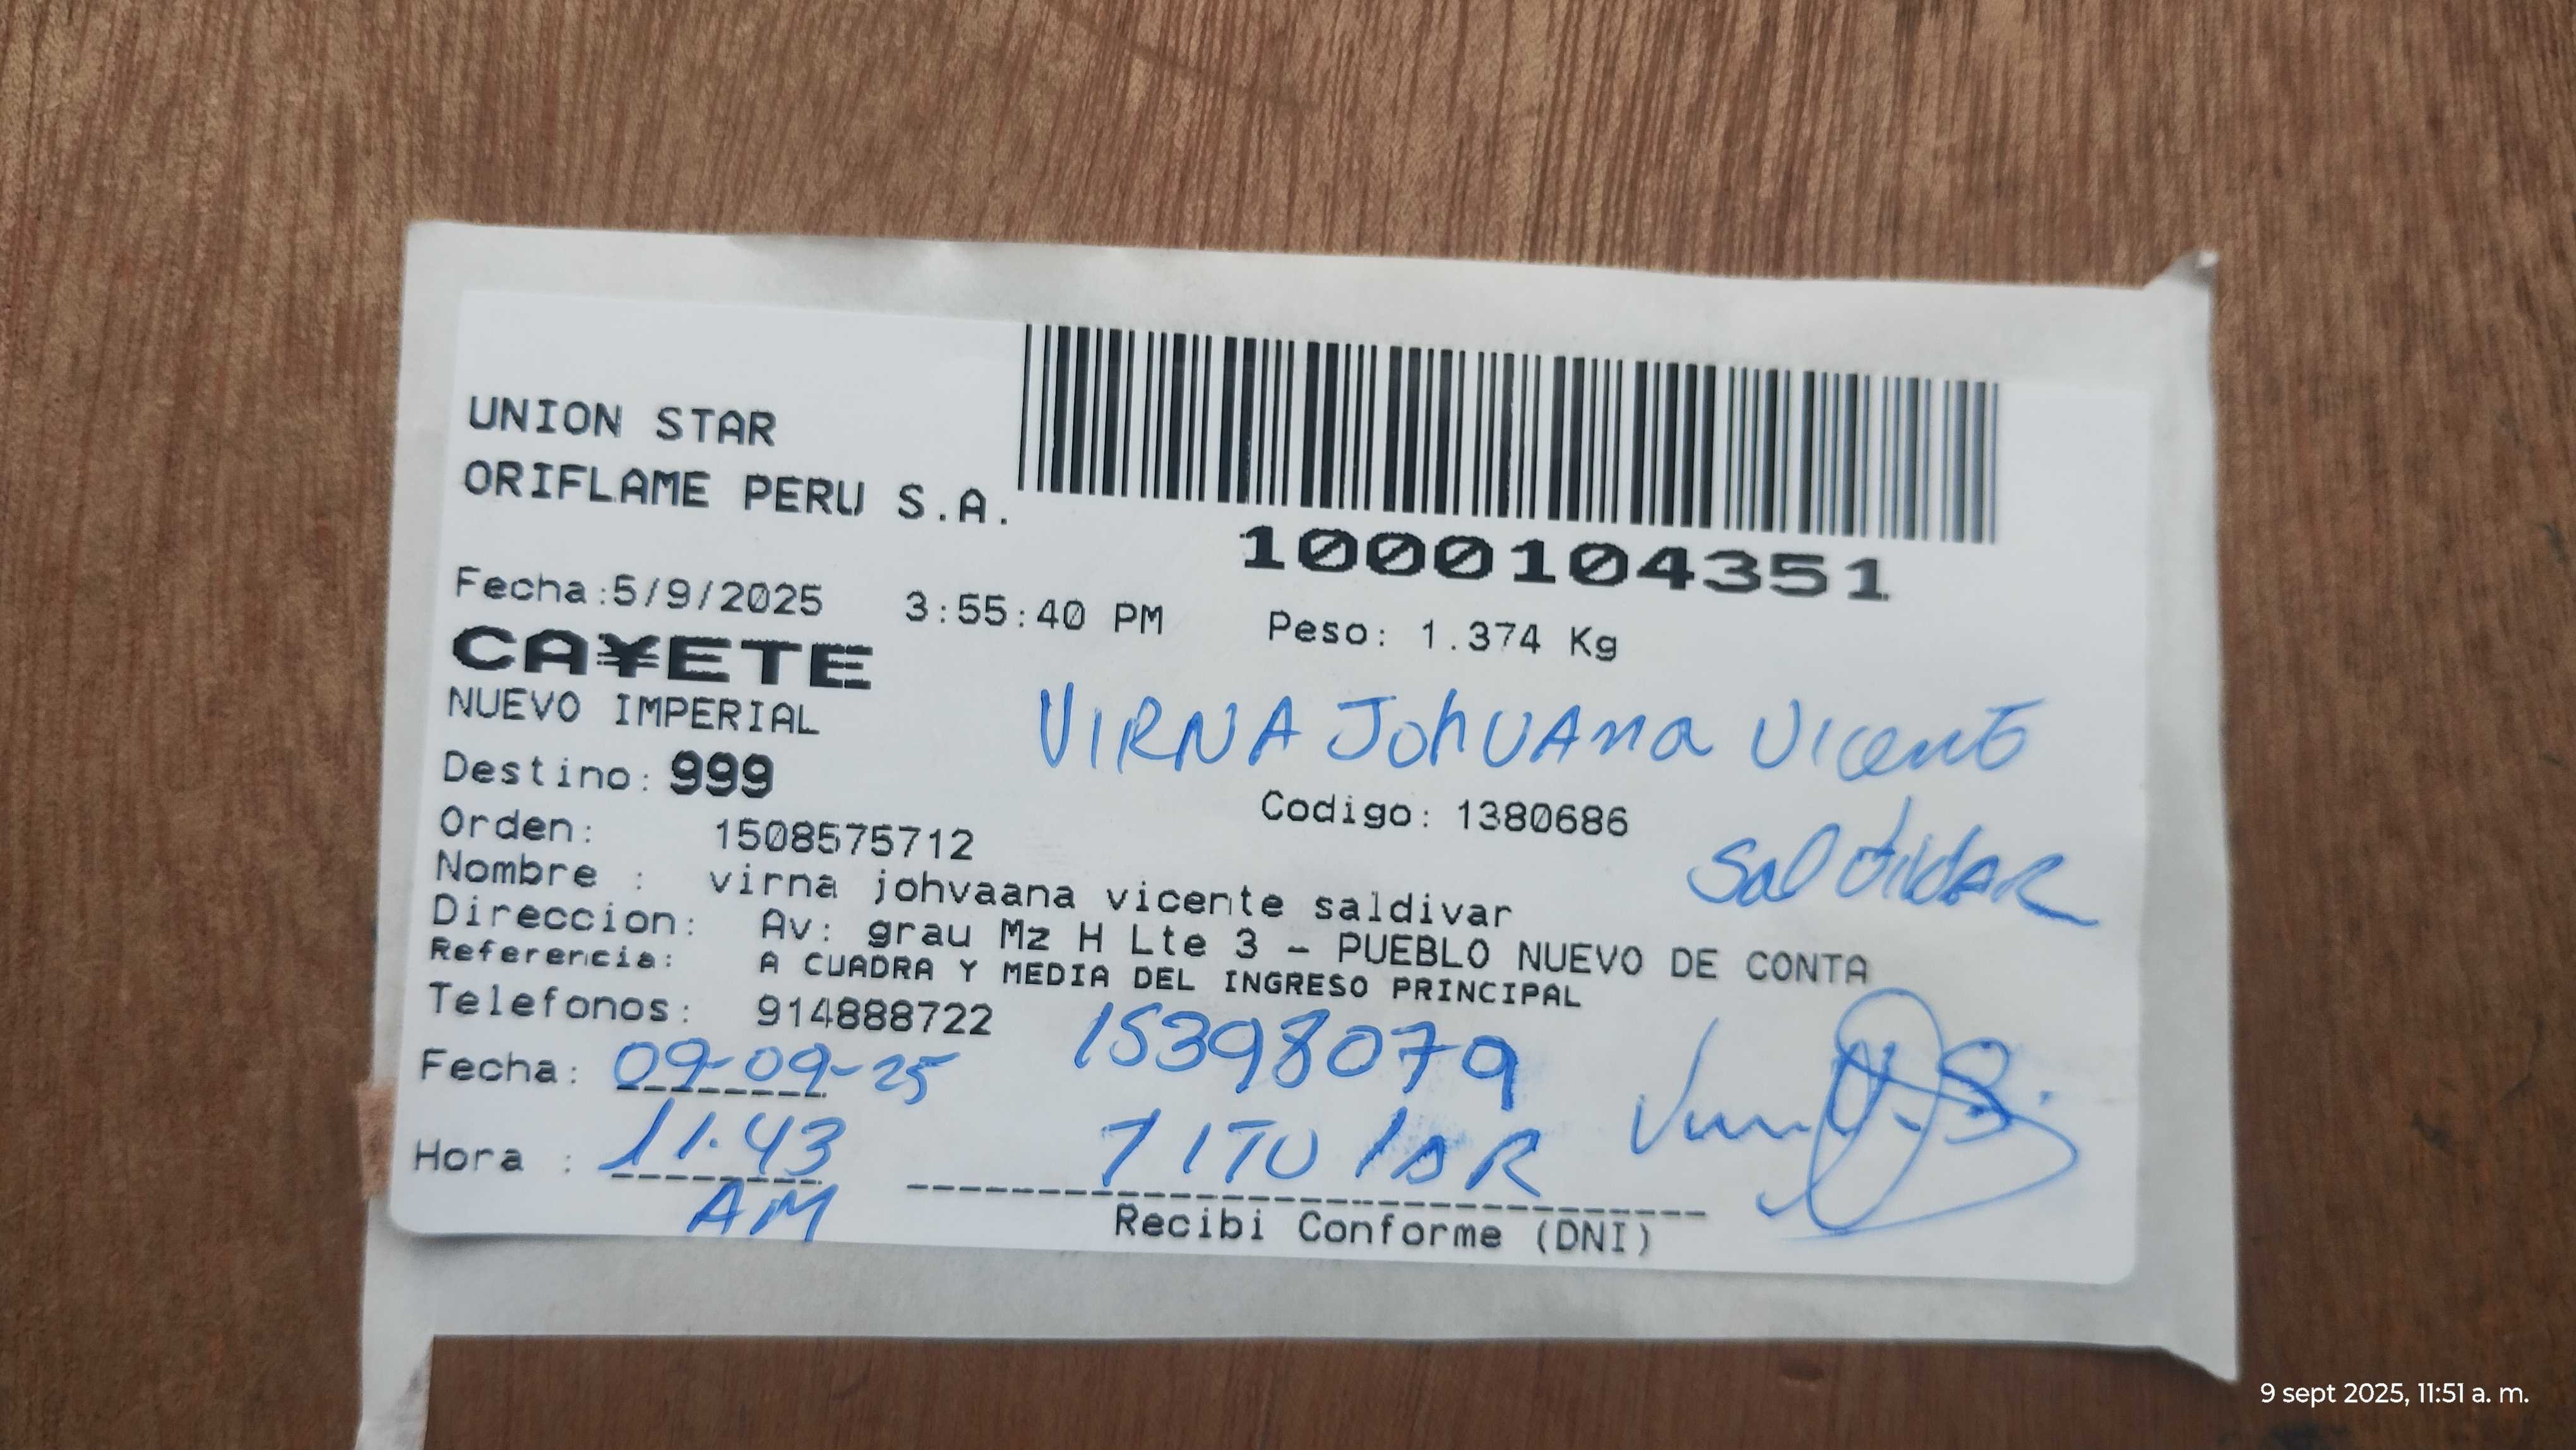 UNION STAR
ORIFLAME PERU S.A.
1000104351
Fecha:5/9/2025 3:55:40 PM Peso: 1.374 Kg
CA¥ETE
NUEVO IMPERIAL
VIRNA JohVAna Vicente
Saldivar
Destino: 999
Codigo: 1380686
Orden: 1508575712
Nombre : virna johvaana vicente saldivar
Direccion: Av: grau Mz H Lte 3 - PUEBLO NUEVO DE CONTA
Referencia: A CUADRA Y MEDIA DEL INGRESO PRINCIPAL
Telefonos: 914888722
15398079
Fecha: 09-09-25
Hora : 11.43
AM
TITUlAR
Recibi Conforme (DNI)
9 sept 2025, 11:51 a. m.